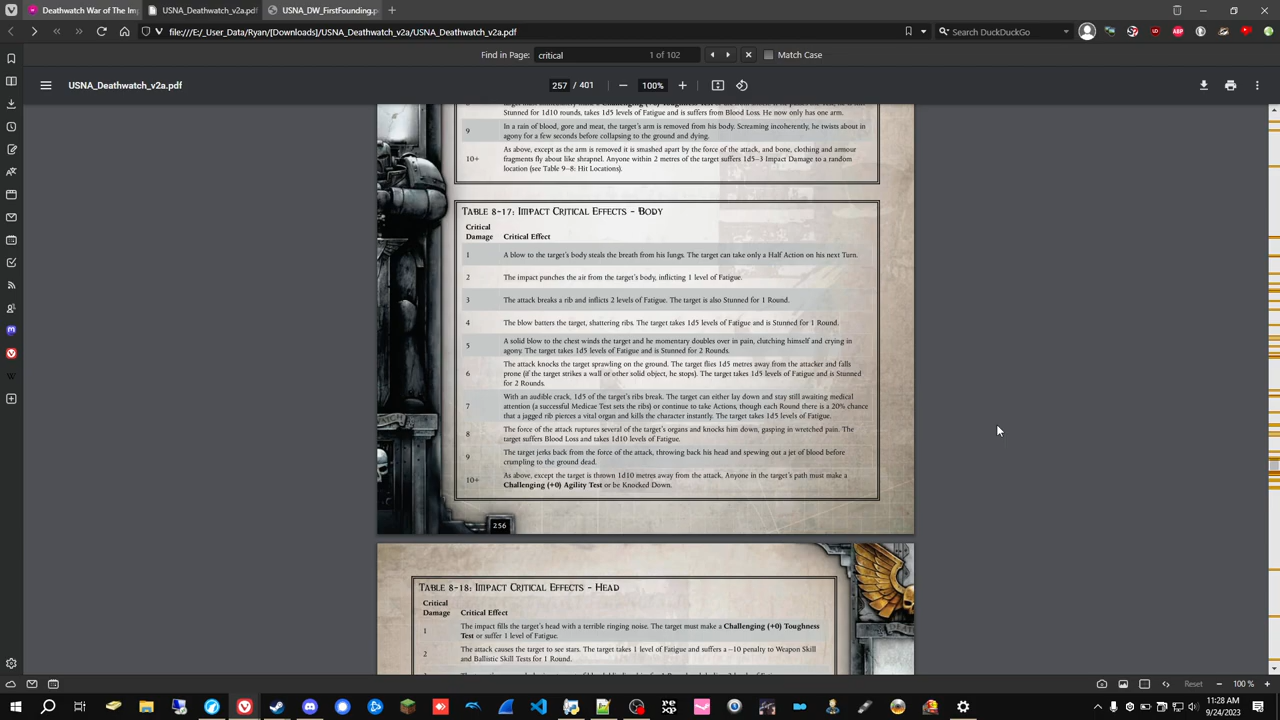 Deathwatch War of The Im
USNA_Deathwatch_v2a.pdf
USNA_DW_FirstFounding.p
file:///E:/_User_Data/Ryan/[Downloads]/USNA_Deathwatch_v2a/USNA_Deathwatch_v2a.pdf
Search DuckDuckGo
Find in Page:
critical
1 of 102
Match Case
USNA_Deathwatch_v2a.pdf
257 / 401
100%
Stunned for 1d10 rounds, takes 1d5 levels of Fatigue and is suffers from Blood Loss. He now only has one arm.
9
In a rain of blood, gore and meat, the target's arm is removed from his body. Screaming incoherently, he twists about in
agony for a few seconds before collapsing to the ground and dying.
10+
As above, except as the arm is removed it is smashed apart by the force of the attack, and bone, clothing and armour
fragments fly about like shrapnel. Anyone within 2 metres of the target suffers 1d5–3 Impact Damage to a random
location (see Table 9–8: Hit Locations).
Table 8-17: Impact Critical Effects - Body
Critical
Damage Critical Effect
1 A blow to the target's body steals the breath from his lungs. The target can take only a Half Action on his next Turn.
2 The impact punches the air from the target's body, inflicting 1 level of Fatigue.
3 The attack breaks a rib and inflicts 2 levels of Fatigue. The target is also Stunned for 1 Round.
4 The blow batters the target, shattering ribs. The target takes 1d5 levels of Fatigue and is Stunned for 1 Round.
5
A solid blow to the chest winds the target and he momentary doubles over in pain, clutching himself and crying in
agony. The target takes 1d5 levels of Fatigue and is Stunned for 2 Rounds.
6
The attack knocks the target sprawling on the ground. The target flies 1d5 metres away from the attacker and falls
prone (if the target strikes a wall or other solid object, he stops). The target takes 1d5 levels of Fatigue and is Stunned
for 2 Rounds.
7
With an audible crack, 1d5 of the target's ribs break. The target can either lay down and stay still awaiting medical
attention (a successful Medicae Test sets the ribs) or continue to take Actions, though each Round there is a 20% chance
that a jagged rib pierces a vital organ and kills the character instantly. The target takes 1d5 levels of Fatigue.
8
The force of the attack ruptures several of the target's organs and knocks him down, gasping in wretched pain. The
target suffers Blood Loss and takes 1d10 levels of Fatigue.
9
The target jerks back from the force of the attack, throwing back his head and spewing out a jet of blood before
crumpling to the ground dead.
10+
As above, except the target is thrown 1d10 metres away from the attack. Anyone in the target's path must make a
Challenging (+0) Agility Test or be Knocked Down.
256
Table 8-18: Impact Critical Effects - Head
Critical
Damage Critical Effect
1
The impact fills the target's head with a terrible ringing noise. The target must make a Challenging (+0) Toughness
Test or suffer 1 level of Fatigue.
2
The attack causes the target to see stars. The target takes 1 level of Fatigue and suffers a –10 penalty to Weapon Skill
and Ballistic Skill Tests for 1 Round.
Reset
100 %
11:28 AM
9/24/2023